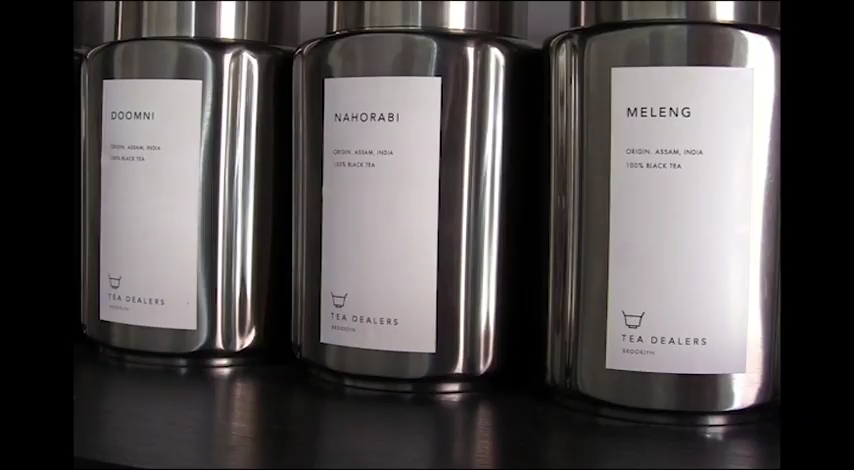 DOOMNI
ORIGIN. ASSAM, INDIA
100% BLACK TEA
TEA DEALERS
BROOKLYN
NAHORABI
ORIGIN. ASSAM, INDIA
100% BLACK TEA
TEA DEALERS
BROOKLYN
MELENG
ORIGIN. ASSAM, INDIA
100% BLACK TEA
TEA DEALERS
BROOKLYN